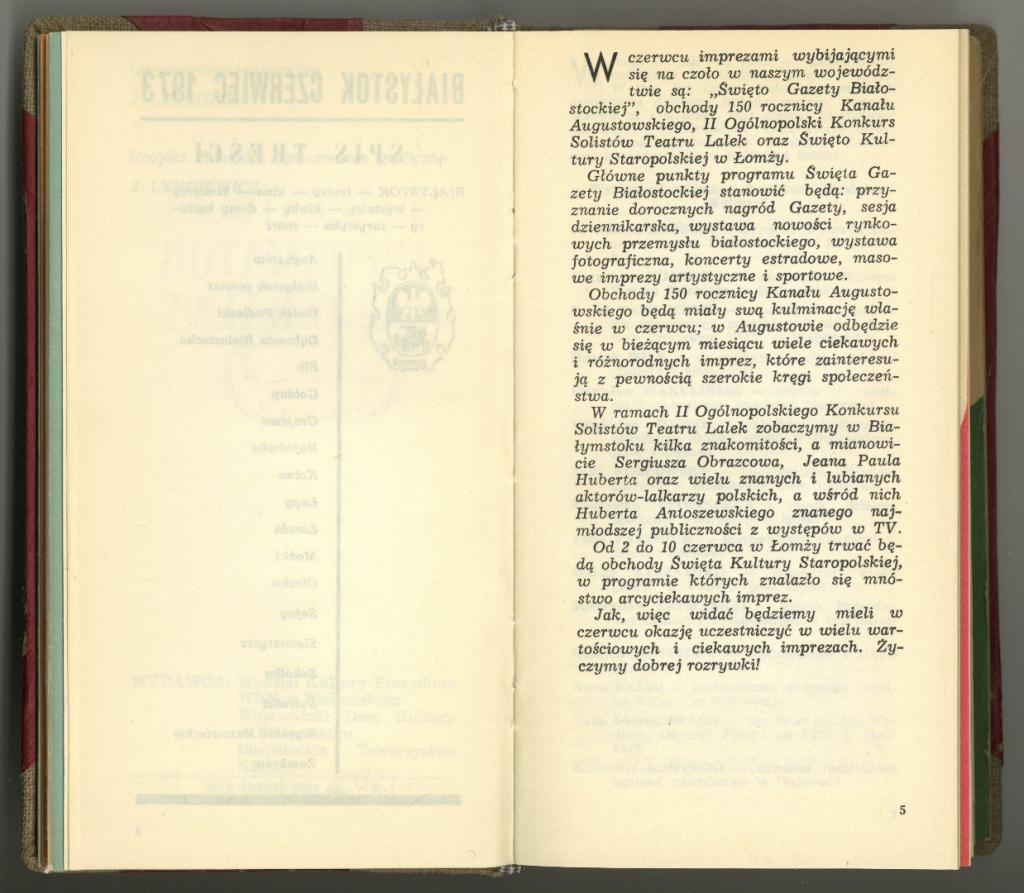 W czerwcu imprezami wybijającymi
się na czoło w naszym wojewódz-
twie są: „Święto Gazety Biało-
stockiej", obchody 150 rocznicy Kanału
Augustowskiego, II Ogólnopolski Konkurs
Solistów Teatru Lalek oraz Święto Kul-
tury Staropolskiej w Łomży.
Główne punkty programu Święta Ga-
zety Białostockiej stanowić będą: przy-
znanie dorocznych nagród Gazety, sesja
dziennikarska, wystawa nowości rynko-
wych przemysłu białostockiego, wystawa
fotograficzna, koncerty estradowe, maso-
we imprezy artystyczne i sportowe.
Obchody 150 rocznicy Kanału Augusto-
wskiego będą miały swą kulminację wła-
śnie w czerwcu; w Augustowie odbędzie
się w bieżącym miesiącu wiele ciekawych
i różnorodnych imprez, które zainteresu-
ją z pewnością szerokie kręgi społeczeń-
stwa.
W ramach II Ogólnopolskiego Konkursu
Solistów Teatru Lalek zobaczymy w Bia-
łymstoku kilka znakomitości, a mianowi-
cie Sergiusza Obrazcowa, Jeana Paula
Huberta oraz wielu znanych i lubianych
aktorów-lalkarzy polskich, a wśród nich
Huberta Antoszewskiego znanego naj-
młodszej publiczności z występów w TV.
Od 2 do 10 czerwca w Łomży trwać bę-
dą obchody Święta Kultury Staropolskiej,
w programie których znalazło się mnó-
stwo arcyciekawych imprez.
Jak, więc widać będziemy mieli w
czerwcu okazję uczestniczyć w wielu war-
tościowych i ciekawych imprezach. Ży-
czymy dobrej rozrywki!
5